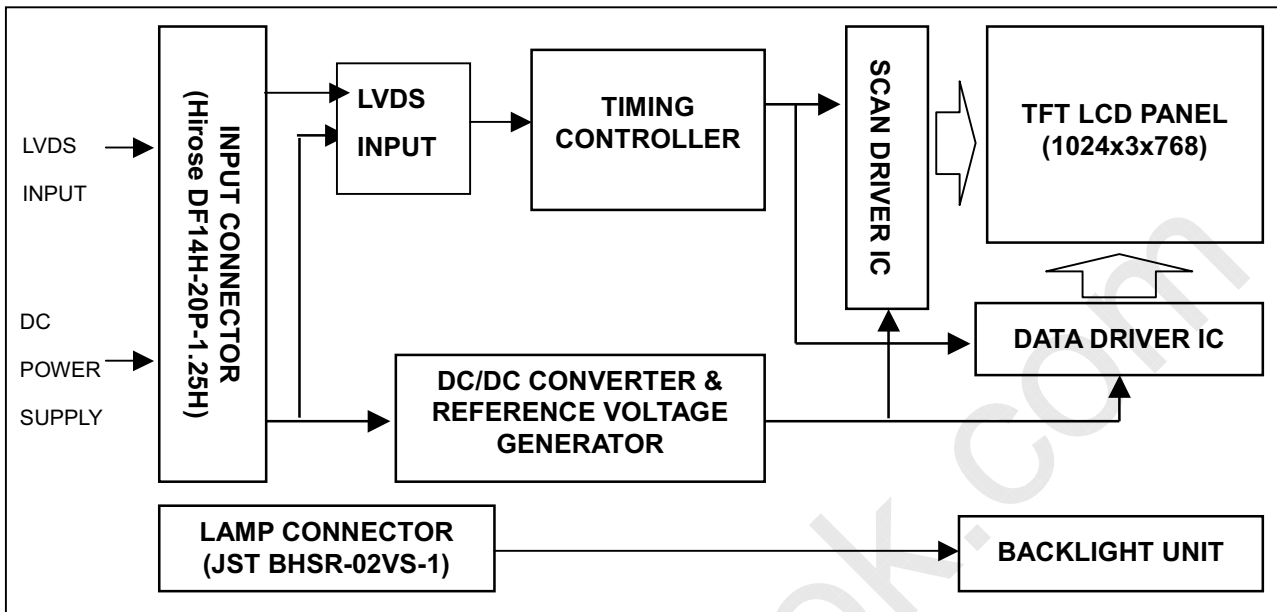 LVDS
INPUT
DC
POWER
SUPPLY
INPUT CONNECTOR
(Hirose DF14H-20P-1.25H)
LVDS
INPUT
TIMING
CONTROLLER
SCAN DRIVER IC
TFT LCD PANEL
(1024x3x768)
DATA DRIVER IC
DC/DC CONVERTER &
REFERENCE VOLTAGE
GENERATOR
LAMP CONNECTOR
(JST BHSR-02VS-1)
BACKLIGHT UNIT